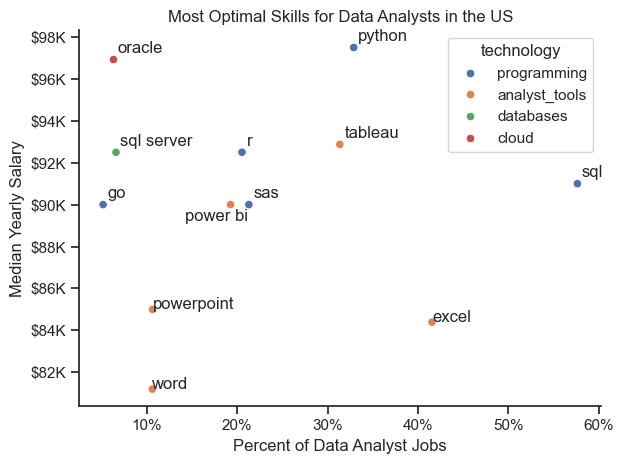 Most Optimal Skills for Data Analysts in the US
$98K
$96K
$94K
$92K
$90K
$88K
$86K
$84K
$82K
Median Yearly Salary
oracle
python
technology
programming
analyst_tools
databases
cloud
tableau
sql server
r
sql
go
sas
power bi
powerpoint
excel
word
10%
20%
30%
40%
50%
60%
Percent of Data Analyst Jobs